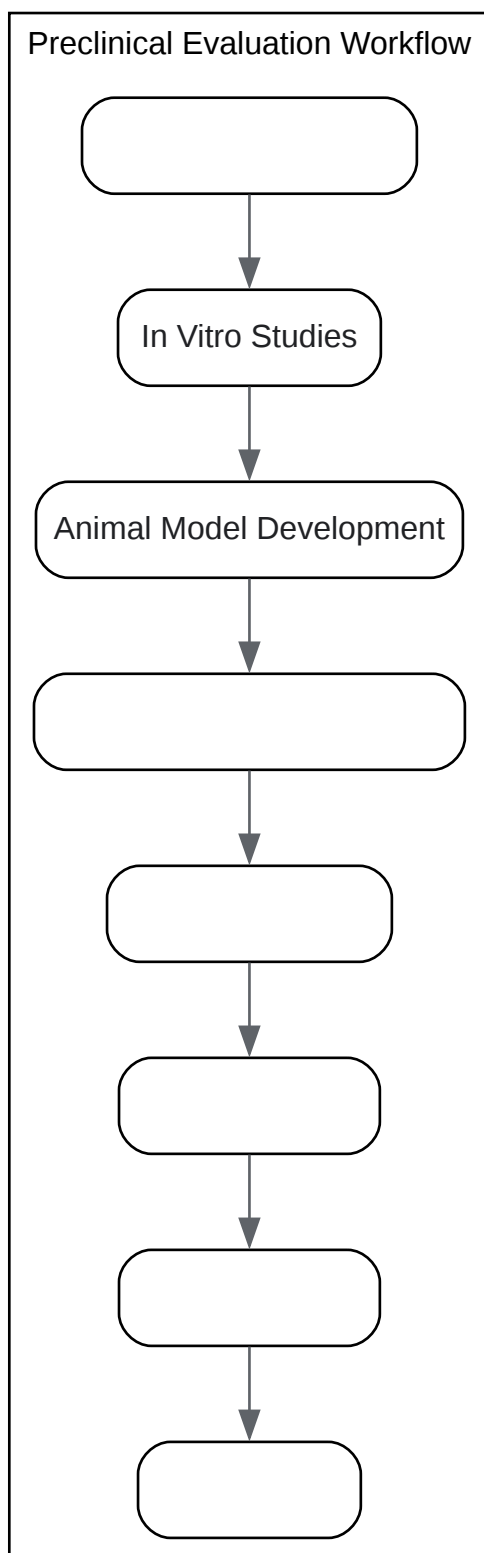 Preclinical Evaluation Workflow
In Vitro Studies
Animal Model Development